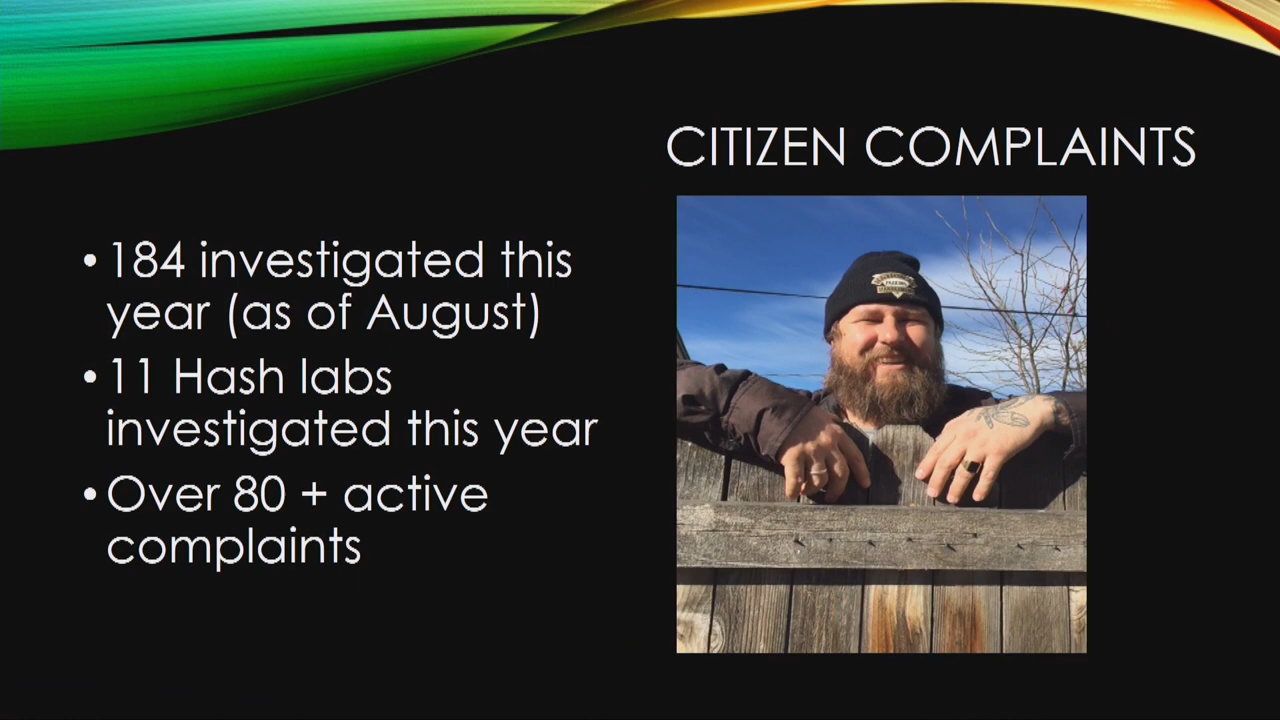 CITIZEN COMPLAINTS
• 184 investigated this
year (as of August)
• 11 Hash labs
investigated this year
• Over 80 + active
complaints